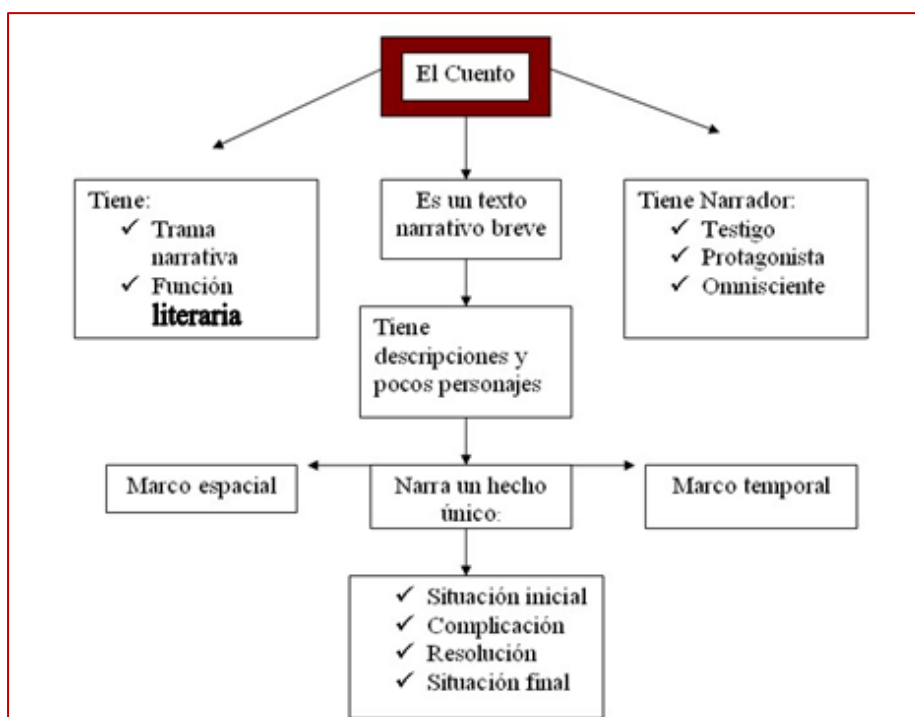 El Cuento
Tiene:
✓ Trama
narrativa
✓ Función
literaria
Es un texto
narrativo breve
Tiene Narrador:
✓ Testigo
✓ Protagonista
✓ Omnisciente
Tiene
descripciones y
pocos personajes
Marco espacial
Narra un hecho
único:
Marco temporal
✓ Situación inicial
✓ Complicación
✓ Resolución
✓ Situación final